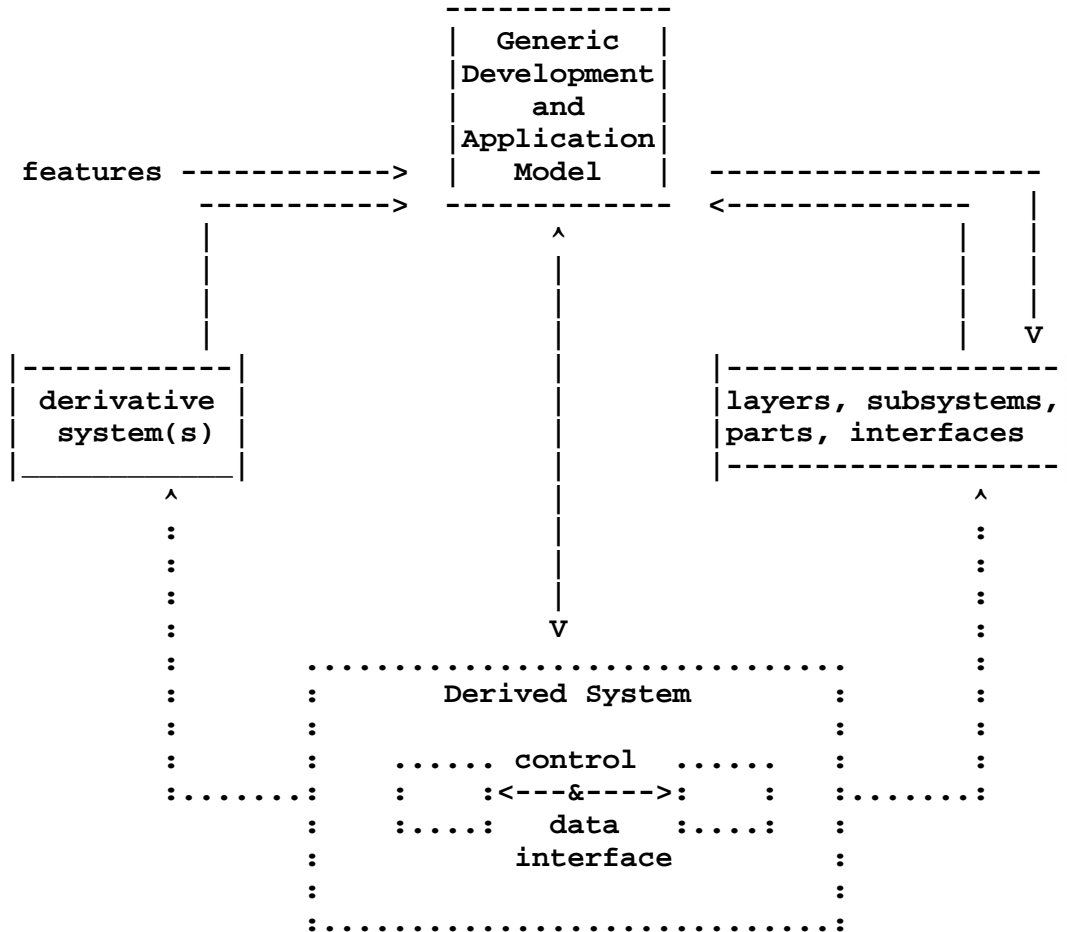 Generic
Development
and
Application
features Model
derivative
system(s)
layers, subsystems,
parts, interfaces
Derived System
control
&
data
interface